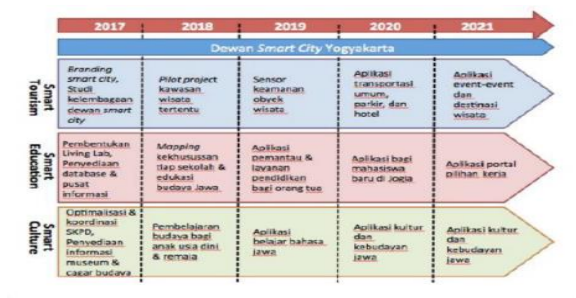 2017 2018 2019 2020 2021
Dewan Smart City Yogyakarta
Smart
Tourism
Branding
smart city,
Studi
kelembagaan
dewan smart
city
Pilot project
kawasan
wisata
tertentu
Sensor
keamanan
obyek
wisata
Aplikasi
transportasi
umum,
parkir, dan
hotel
Aplikasi
event-event
dan
destinasi
wisata
Smart
Education
Pembentukan
Living Lab,
Penyediaan
database &
pusat
informasi
Mapping
kekhususan
tiap sekolah &
edukasi
budaya Jawa
Aplikasi
pemantau &
layanan
pendidikan
bagi orang tua
Aplikasi bagi
mahasiswa
baru di Jogja
Aplikasi portal
pilihan kerja
Smart
Culture
Optimalisasi &
koordinasi
SKPD,
Penyediaan
informasi
museum &
cagar budaya
Pembelajaran
budaya bagi
anak usia dini
& remaja
Aplikasi
belajar bahasa
jawa
Aplikasi kultur
dan
kebudayan
jawa
Aplikasi kultur
dan
kebudayan
jawa